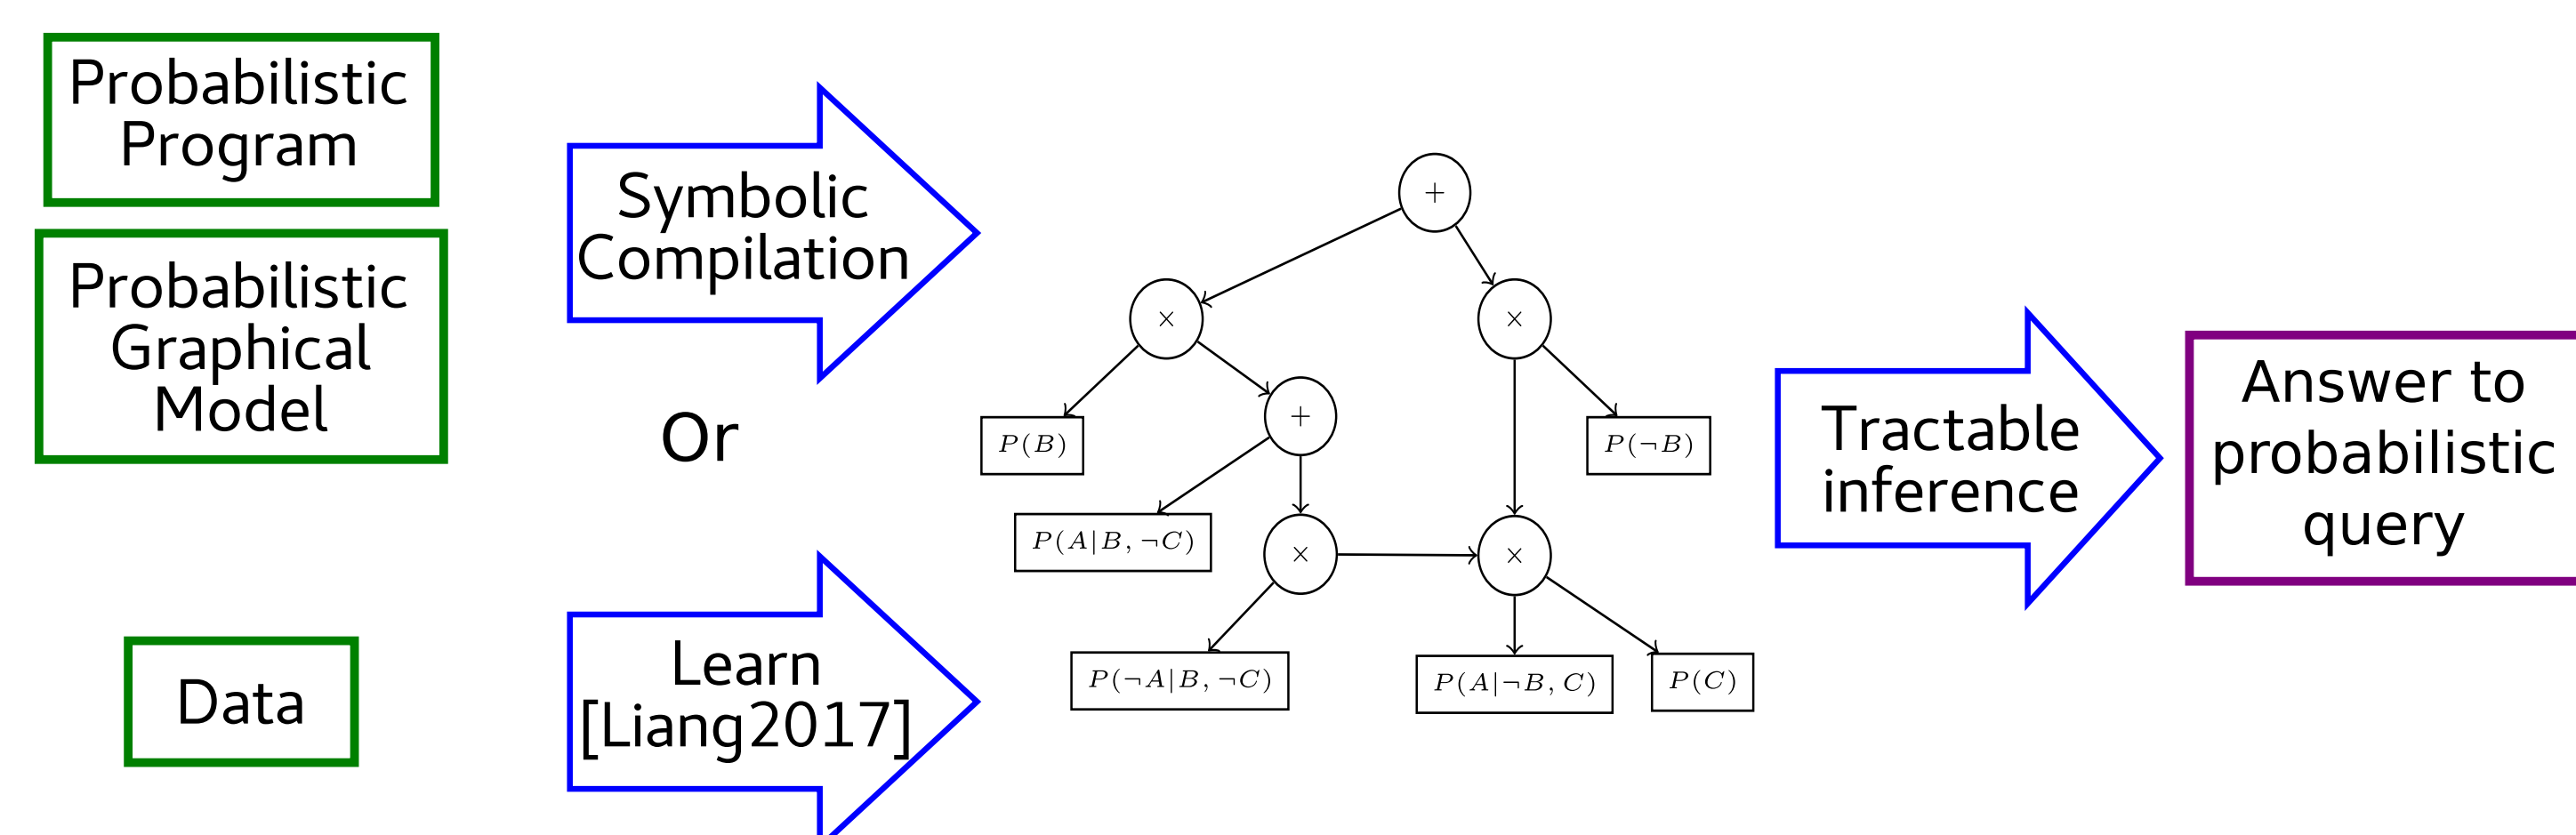 Probabilistic
Program
Probabilistic
Graphical
Model
Data
Symbolic
Compilation
Or
Learn
[Liang2017]
+
×
×
P(B)
+
P(¬B)
P(A|B, ¬C)
×
×
P(¬A|B, ¬C)
P(A|¬B, C)
P(C)
Tractable
inference
Answer to
probabilistic
query